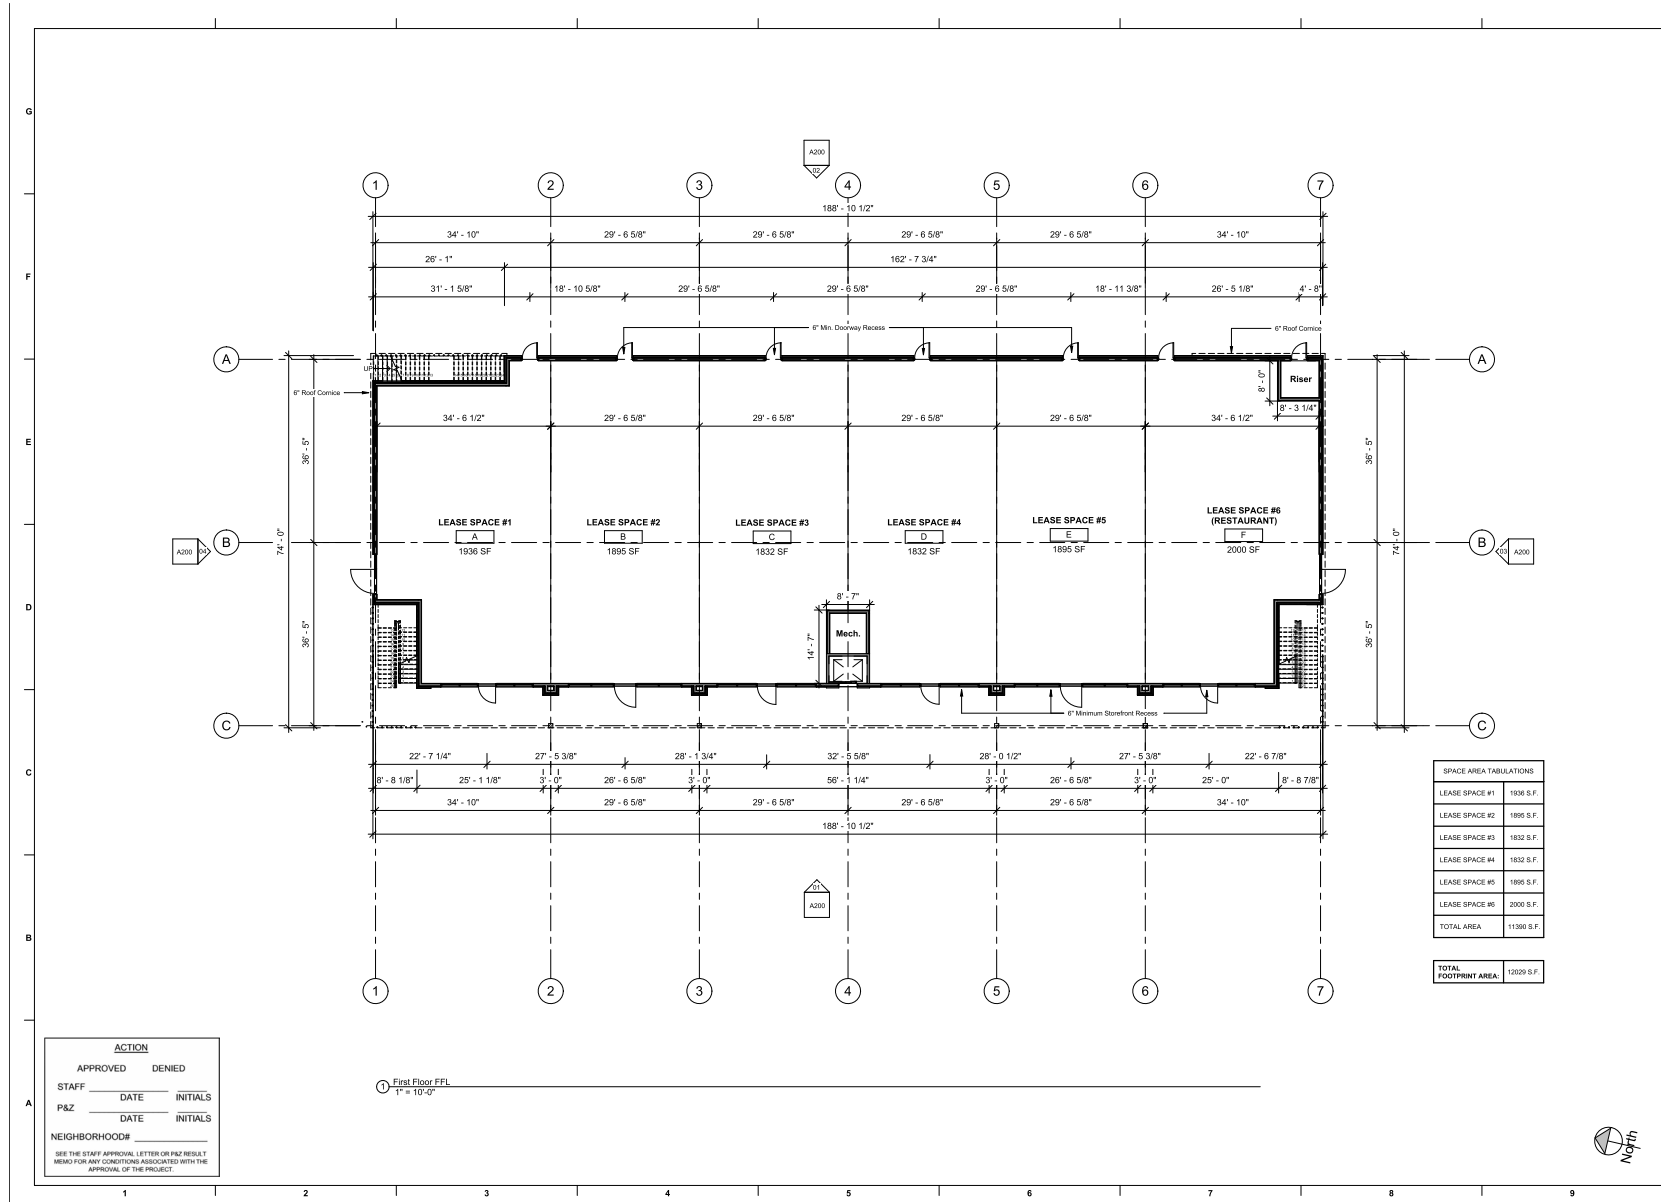 G
A200
02
1 2 3 4 5 6 7
188' - 10 1/2"
34' - 10" 29' - 6 5/8" 29' - 6 5/8" 29' - 6 5/8" 29' - 6 5/8" 34' - 10"
26' - 1" 162' - 7 3/4"
F
31' - 1 5/8" 18' - 10 5/8" 29' - 6 5/8" 29' - 6 5/8" 29' - 6 5/8" 18' - 11 3/8" 26' - 5 1/8" 4' - 8"
6" Min. Doorway Recess 6" Roof Cornice
A A
UP
Riser
8' - 0"
6" Roof Cornice
8' - 3 1/4"
34' - 6 1/2" 29' - 6 5/8" 29' - 6 5/8" 29' - 6 5/8" 29' - 6 5/8" 34' - 6 1/2"
E
36' - 5" 36' - 5"
LEASE SPACE #1
A
1936 SF
LEASE SPACE #2
B
1895 SF
LEASE SPACE #3
C
1832 SF
LEASE SPACE #4
D
1832 SF
LEASE SPACE #5
E
1895 SF
LEASE SPACE #6
(RESTAURANT)
F
2000 SF
74' - 0" 74' - 0"
B B
A200 04
03 A200
D
8' - 7"
Mech.
14' - 7"
36' - 5" 36' - 5"
6" Minimum Storefront Recess
C C
22' - 7 1/4" 27' - 5 3/8" 28' - 1 3/4" 32' - 5 5/8" 28' - 0 1/2" 27' - 5 3/8" 22' - 6 7/8"
C
8' - 8 1/8" 25' - 1 1/8" 3' - 0" 26' - 6 5/8" 3' - 0" 56' - 1 1/4" 3' - 0" 26' - 6 5/8" 3' - 0" 25' - 0" 8' - 8 7/8"
34' - 10" 29' - 6 5/8" 29' - 6 5/8" 29' - 6 5/8" 29' - 6 5/8" 34' - 10"
188' - 10 1/2"
SPACE AREA TABULATIONS
LEASE SPACE #1 1936 S.F.
LEASE SPACE #2 1895 S.F.
LEASE SPACE #3 1832 S.F.
LEASE SPACE #4 1832 S.F.
LEASE SPACE #5 1895 S.F.
LEASE SPACE #6 2000 S.F.
TOTAL AREA 11390 S.F.
01
A200
B
TOTAL
FOOTPRINT AREA: 12029 S.F.
1 2 3 4 5 6 7
ACTION
APPROVED DENIED
STAFF
DATE INITIALS
P&Z
DATE INITIALS
NEIGHBORHOOD#
SEE THE STAFF APPROVAL LETTER OR P&Z RESULT
MEMO FOR ANY CONDITIONS ASSOCIATED WITH THE
APPROVAL OF THE PROJECT.
A
1 First Floor FFL
1" = 10'-0"
North
1 2 3 4 5 6 7 8 9